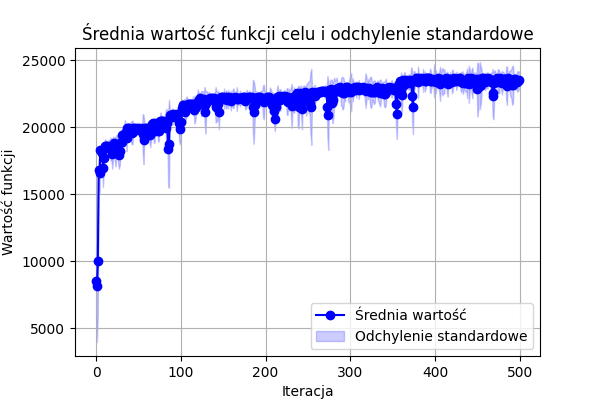 Średnia wartość funkcji celu i odchylenie standardowe
25000
20000
15000
10000
5000
Wartość funkcji
0 100 200 300 400 500
Iteracja
Średnia wartość
Odchylenie standardowe